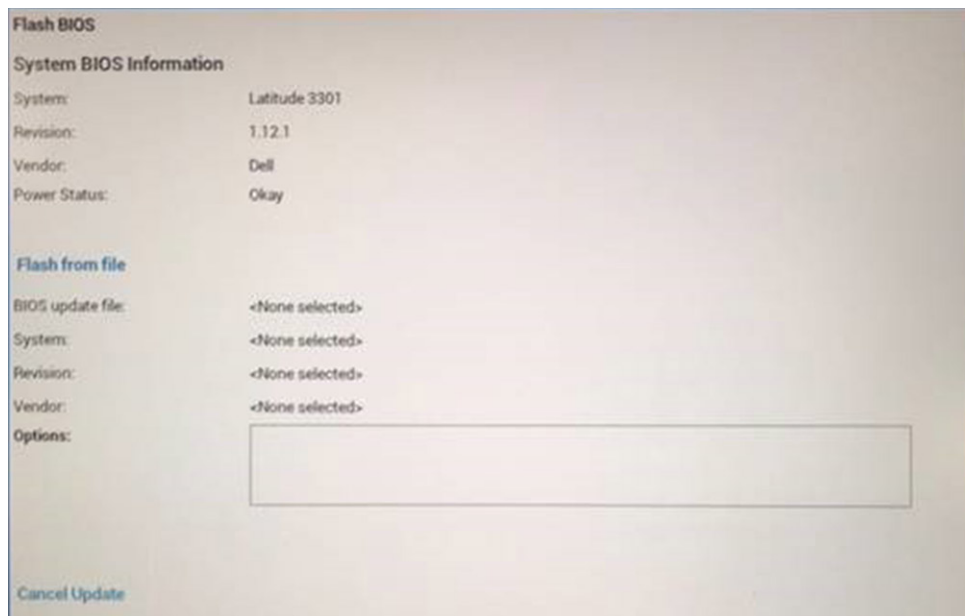 Flash BIOS
System BIOS Information
System: Latitude 3301
Revision: 1.12.1
Vendor: Dell
Power Status: Okay
Flash from file
BIOS update file: <None selected>
System: <None selected>
Revision: <None selected>
Vendor: <None selected>
Options:
Cancel Update